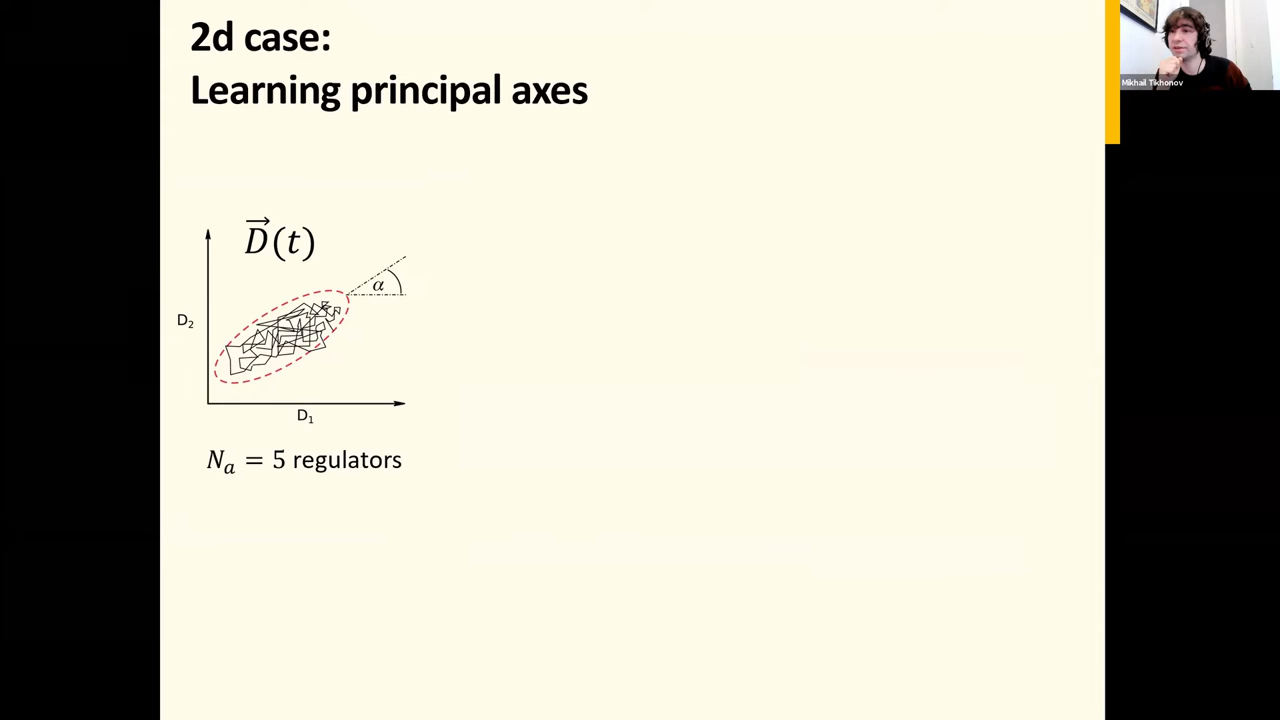 2d case:
Learning principal axes
Mikhail Tikhonov
D⃗(t)
α
D₂
D₁
Nₐ = 5 regulators